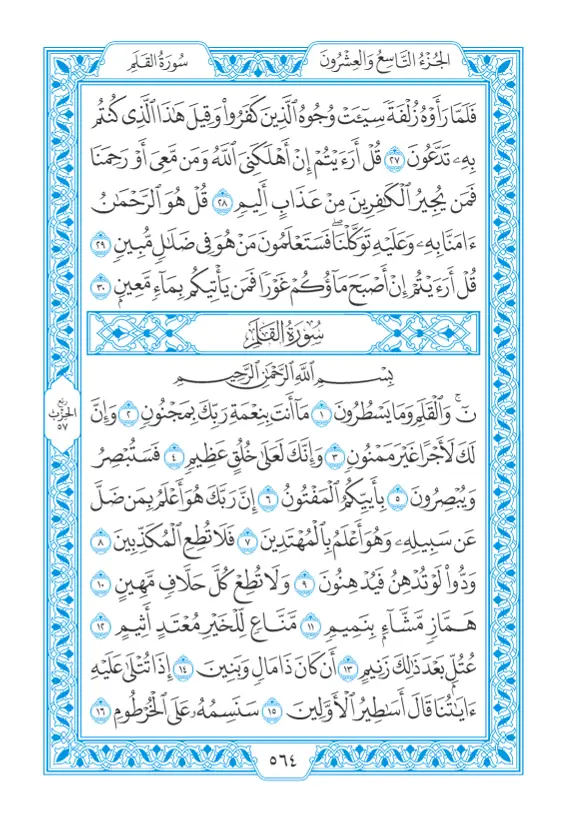 الجُزْءُ التَّاسِعُ وَالعِشْرُونَ
سُورَةُ القَلَمِ
فَلَمَّا رَأَوْهُ زُلْفَةً سِيٓـَٔتْ وُجُوهُ ٱلَّذِينَ كَفَرُوا۟ وَقِيلَ هَـٰذَا ٱلَّذِى كُنتُم
بِهِۦ تَدَّعُونَ ٢٧ قُلْ أَرَءَيْتُمْ إِنْ أَهْلَكَنِىَ ٱللَّهُ وَمَن مَّعِىَ أَوْ رَحِمَنَا
فَمَن يُجِيرُ ٱلْكَـٰفِرِينَ مِنْ عَذَابٍ أَلِيمٍ ٢٨ قُلْ هُوَ ٱلرَّحْمَـٰنُ
ءَامَنَّا بِهِۦ وَعَلَيْهِ تَوَكَّلْنَاۖ فَسَتَعْلَمُونَ مَنْ هُوَ فِى ضَلَـٰلٍ مُّبِينٍ ٢٩
قُلْ أَرَءَيْتُمْ إِنْ أَصْبَحَ مَآؤُكُمْ غَوْرًا فَمَن يَأْتِيكُم بِمَآءٍ مَّعِينٍۭ ٣٠
سُورَةُ القَلَمِ
بِسْمِ ٱللَّهِ ٱلرَّحْمَـٰنِ ٱلرَّحِيمِ
نٓۚ وَٱلْقَلَمِ وَمَا يَسْطُرُونَ ١ مَآ أَنتَ بِنِعْمَةِ رَبِّكَ بِمَجْنُونٍ ٢ وَإِنَّ
لَكَ لَأَجْرًا غَيْرَ مَمْنُونٍ ٣ وَإِنَّكَ لَعَلَىٰ خُلُقٍ عَظِيمٍ ٤ فَسَتُبْصِرُ
وَيُبْصِرُونَ ٥ بِأَييِّكُمُ ٱلْمَفْتُونُ ٦ إِنَّ رَبَّكَ هُوَ أَعْلَمُ بِمَن ضَلَّ
عَن سَبِيلِهِۦ وَهُوَ أَعْلَمُ بِٱلْمُهْتَدِينَ ٧ فَلَا تُطِعِ ٱلْمُكَذِّبِينَ ٨
وَدُّوا۟ لَوْ تُدْهِنُ فَيُدْهِنُونَ ٩ وَلَا تُطِعْ كُلَّ حَلَّافٍ مَّهِينٍ ١٠
هَمَّازٍ مَّشَّآءٍۭ بِنَمِيمٍ ١١ مَّنَّاعٍ لِّلْخَيْرِ مُعْتَدٍ أَثِيمٍ ١٢
عُتُلٍّۭ بَعْدَ ذَٰلِكَ زَنِيمٍ ١٣ أَن كَانَ ذَا مَالٍ وَبَنِينَ ١٤ إِذَا تُتْلَىٰ عَلَيْهِ
ءَايَـٰتُنَا قَالَ أَسَـٰطِيرُ ٱلْأَوَّلِينَ ١٥ سَنَسِمُهُۥ عَلَى ٱلْخُرْطُومِ ١٦
ربع
الحزب
٥٧
٥٦٤